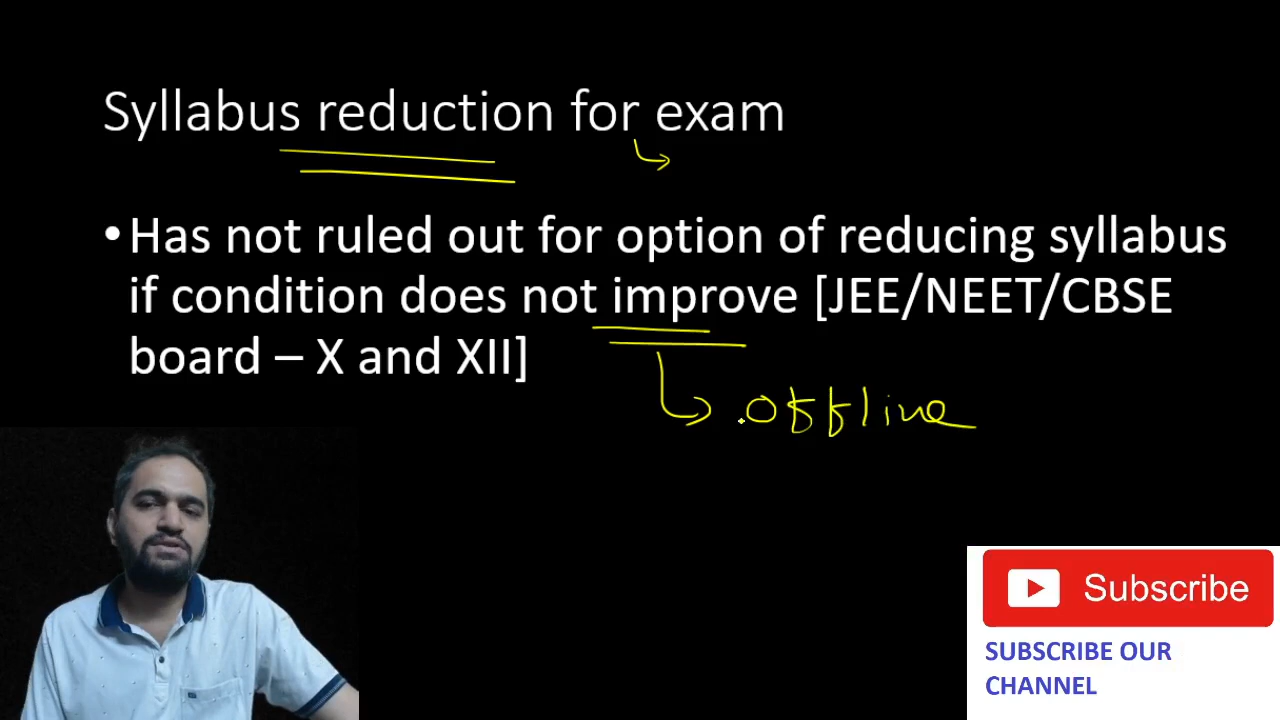 Syllabus reduction for exam
• Has not ruled out for option of reducing syllabus
if condition does not improve [JEE/NEET/CBSE
board – X and XII]
offline
Subscribe
SUBSCRIBE OUR
CHANNEL